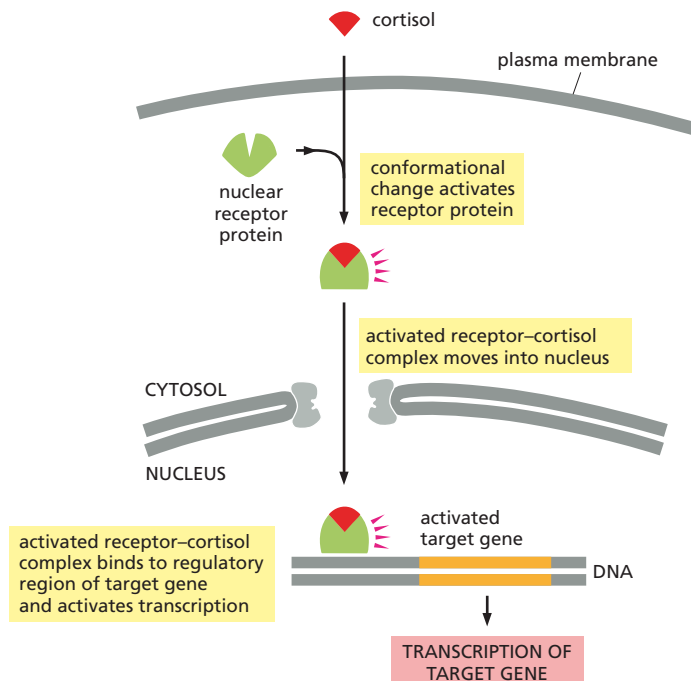 cortisol
plasma membrane
nuclear
receptor
protein
conformational
change activates
receptor protein
activated receptor–cortisol
complex moves into nucleus
CYTOSOL
NUCLEUS
activated receptor–cortisol
complex binds to regulatory
region of target gene
and activates transcription
activated
target gene
DNA
TRANSCRIPTION OF
TARGET GENE